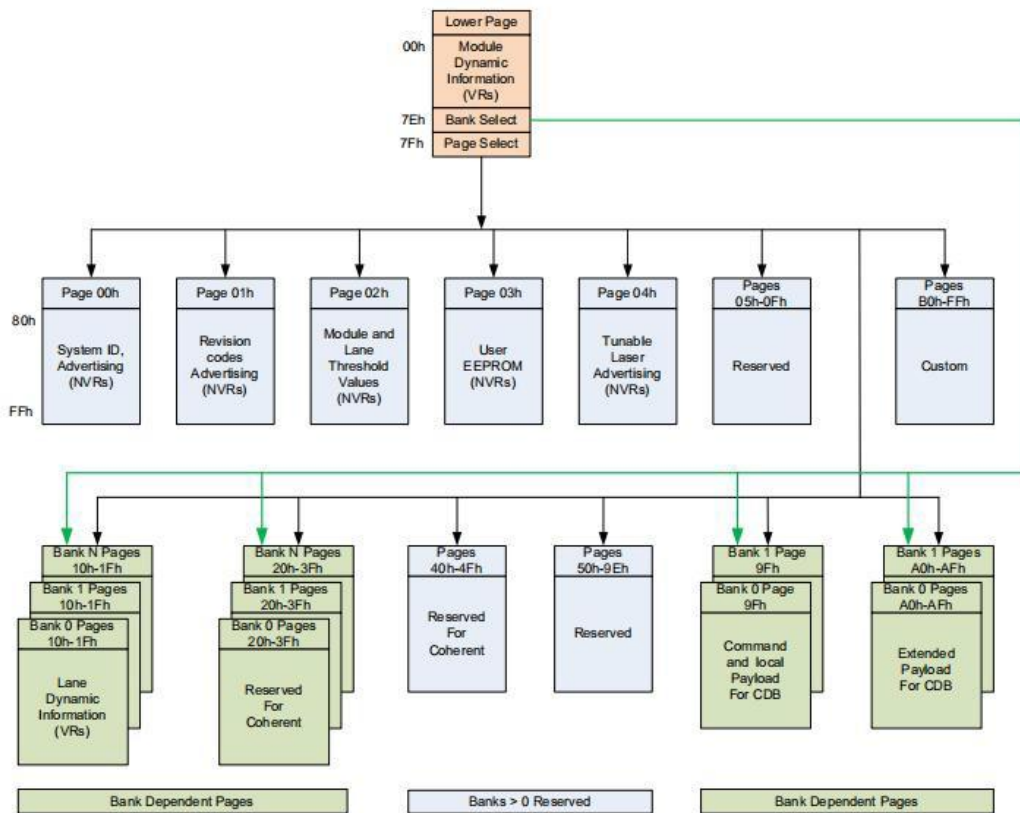 Lower Page
00h
Module
Dynamic
Information
(VRs)
7Eh
Bank Select
7Fh
Page Select
Page 00h
80h
System ID,
Advertising
(NVRs)
FFh
Page 01h
Revision
codes
Advertising
(NVRs)
Page 02h
Module and
Lane
Threshold
Values
(NVRs)
Page 03h
User
EEPROM
(NVRs)
Page 04h
Tunable
Laser
Advertising
(NVRs)
Pages
05h-0Fh
Reserved
Pages
B0h-FFh
Custom
Bank N Pages
10h-1Fh
Bank 1 Pages
10h-1Fh
Bank 0 Pages
10h-1Fh
Lane
Dynamic
Information
(VRs)
Bank N Pages
20h-3Fh
Bank 1 Pages
20h-3Fh
Bank 0 Pages
20h-3Fh
Reserved
For
Coherent
Pages
40h-4Fh
Reserved
For
Coherent
Pages
50h-9Eh
Reserved
Bank 1 Page
9Fh
Bank 0 Page
9Fh
Command
and local
Payload
For CDB
Bank 1 Pages
A0h-AFh
Bank 0 Pages
A0h-AFh
Extended
Payload
For CDB
Bank Dependent Pages
Banks > 0 Reserved
Bank Dependent Pages